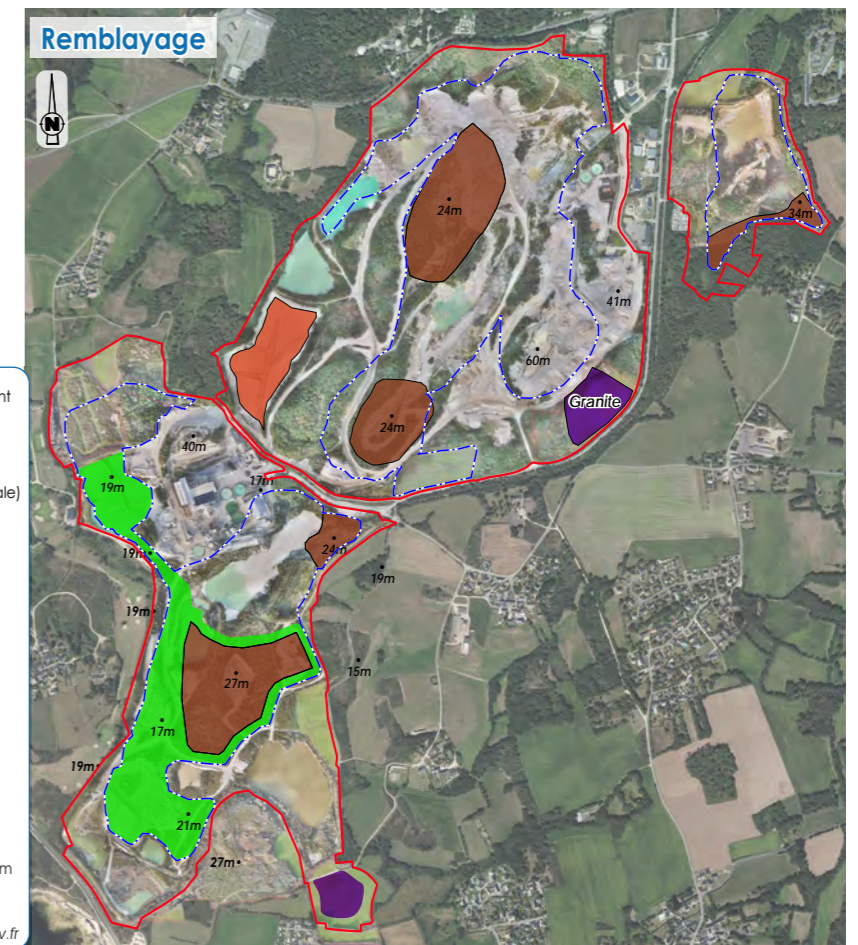 Remblayage
N
24m
34m
41m
60m
Granite
24m
nt
40m
19m
17m
ale)
24m
19m
19m
19m
15m
27m
17m
19m
21m
27m
m
v.fr